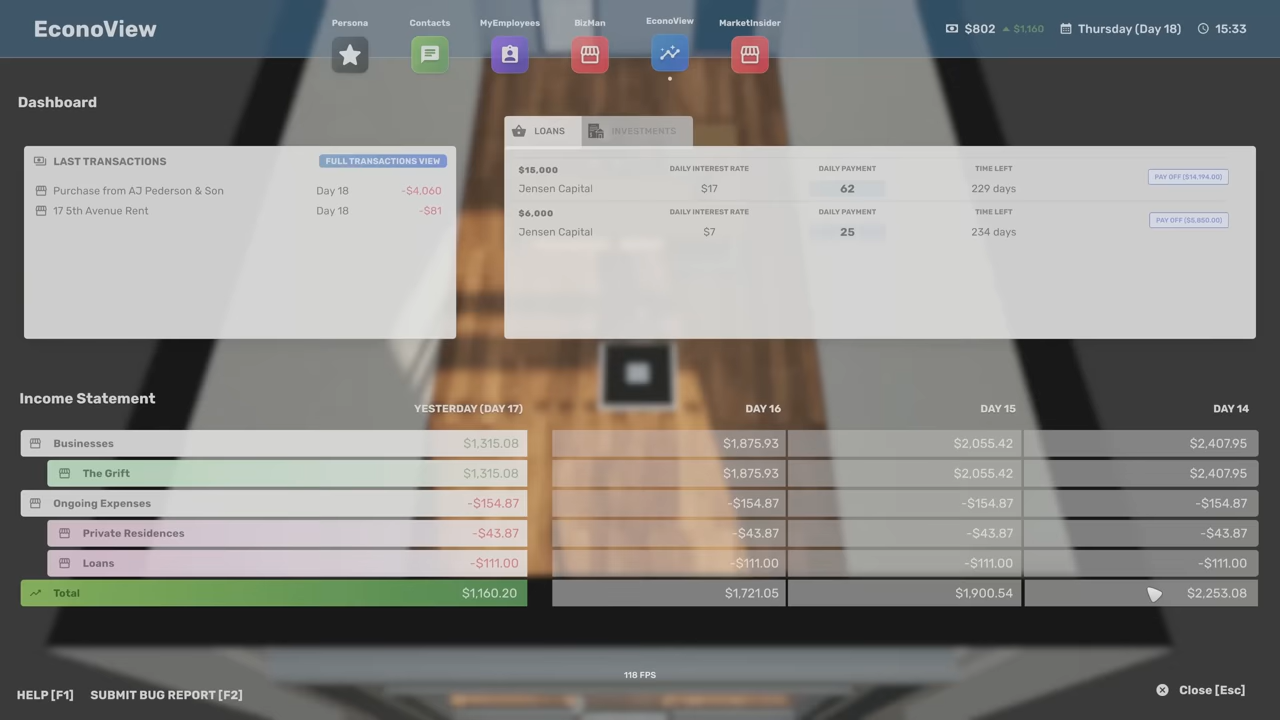 EconoView
Persona
Contacts
MyEmployees
BizMan
EconoView
MarketInsider
$802 $1,160 Thursday (Day 18) 15:33
Dashboard
LAST TRANSACTIONS FULL TRANSACTIONS VIEW
Purchase from AJ Pederson & Son Day 18 -$4,060
17 5th Avenue Rent Day 18 -$81
LOANS INVESTMENTS
$15,000 DAILY INTEREST RATE DAILY PAYMENT TIME LEFT
Jensen Capital $17 62 229 days PAY OFF ($14,194.00)
$6,000 DAILY INTEREST RATE DAILY PAYMENT TIME LEFT
Jensen Capital $7 25 234 days PAY OFF ($5,850.00)
Income Statement
YESTERDAY (DAY 17) DAY 16 DAY 15 DAY 14
Businesses $1,315.08 $1,875.93 $2,055.42 $2,407.95
The Grift $1,315.08 $1,875.93 $2,055.42 $2,407.95
Ongoing Expenses -$154.87 -$154.87 -$154.87 -$154.87
Private Residences -$43.87 -$43.87 -$43.87 -$43.87
Loans -$111.00 -$111.00 -$111.00 -$111.00
Total $1,160.20 $1,721.05 $1,900.54 $2,253.08
118 FPS
HELP [F1] SUBMIT BUG REPORT [F2] Close [Esc]